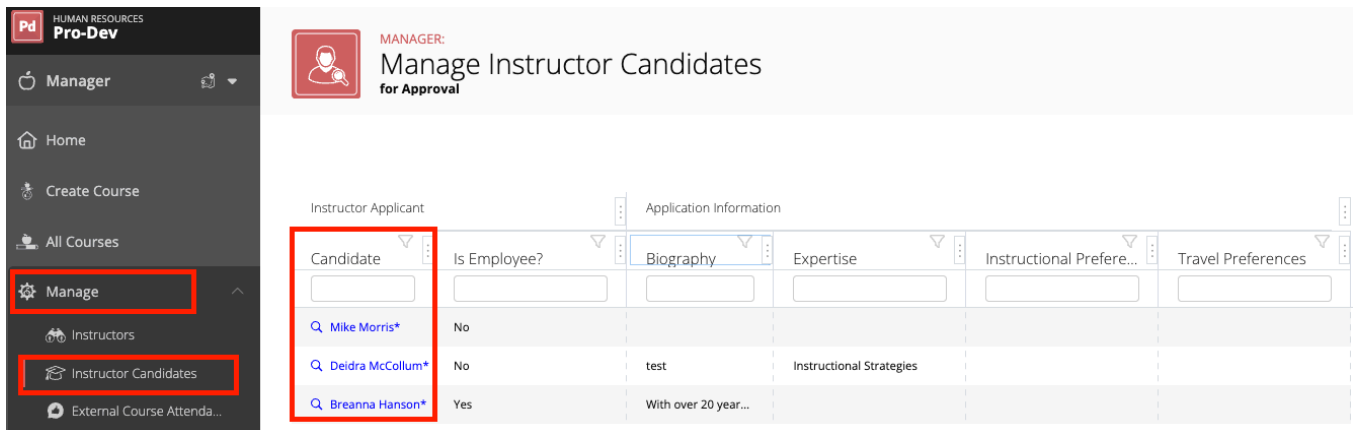 Pd
HUMAN RESOURCES
Pro-Dev
Manager
Home
Create Course
All Courses
Manage
Instructors
Instructor Candidates
External Course Attenda...
MANAGER:
Manage Instructor Candidates
for Approval
Instructor Applicant Application Information
Candidate Is Employee? Biography Expertise Instructional Prefere... Travel Preferences
Mike Morris* No
Deidra McCollum* No test Instructional Strategies
Breanna Hanson* Yes With over 20 year...